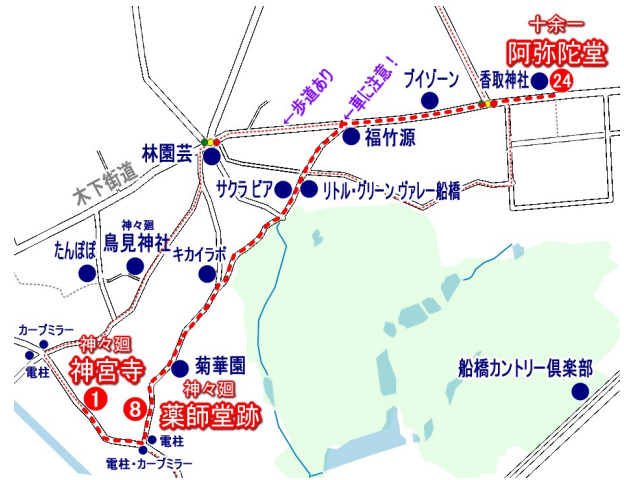 十余一
阿弥陀堂
24
香取神社
ブイゾーン
←歩道あり
←車に注意！
福竹源
林園芸
木下街道
サクラ ピア
リトル・グリーン ヴァレー船橋
神々廻
鳥見神社
たんぽぽ
キカイラボ
カーブミラー
電柱
神々廻
神宮寺
1
8
菊華園
神々廻
薬師堂跡
電柱
電柱・カーブミラー
船橋カントリー倶楽部